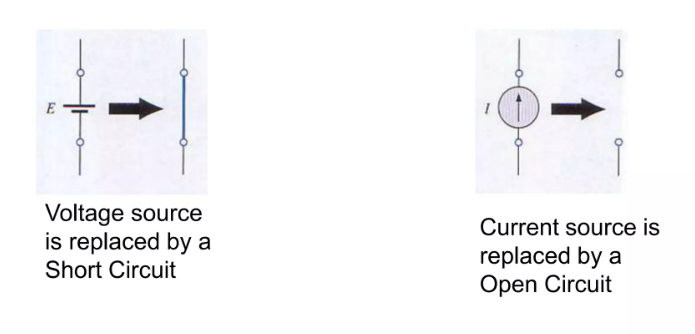 E
Voltage source
is replaced by a
Short Circuit
I
Current source is
replaced by a
Open Circuit